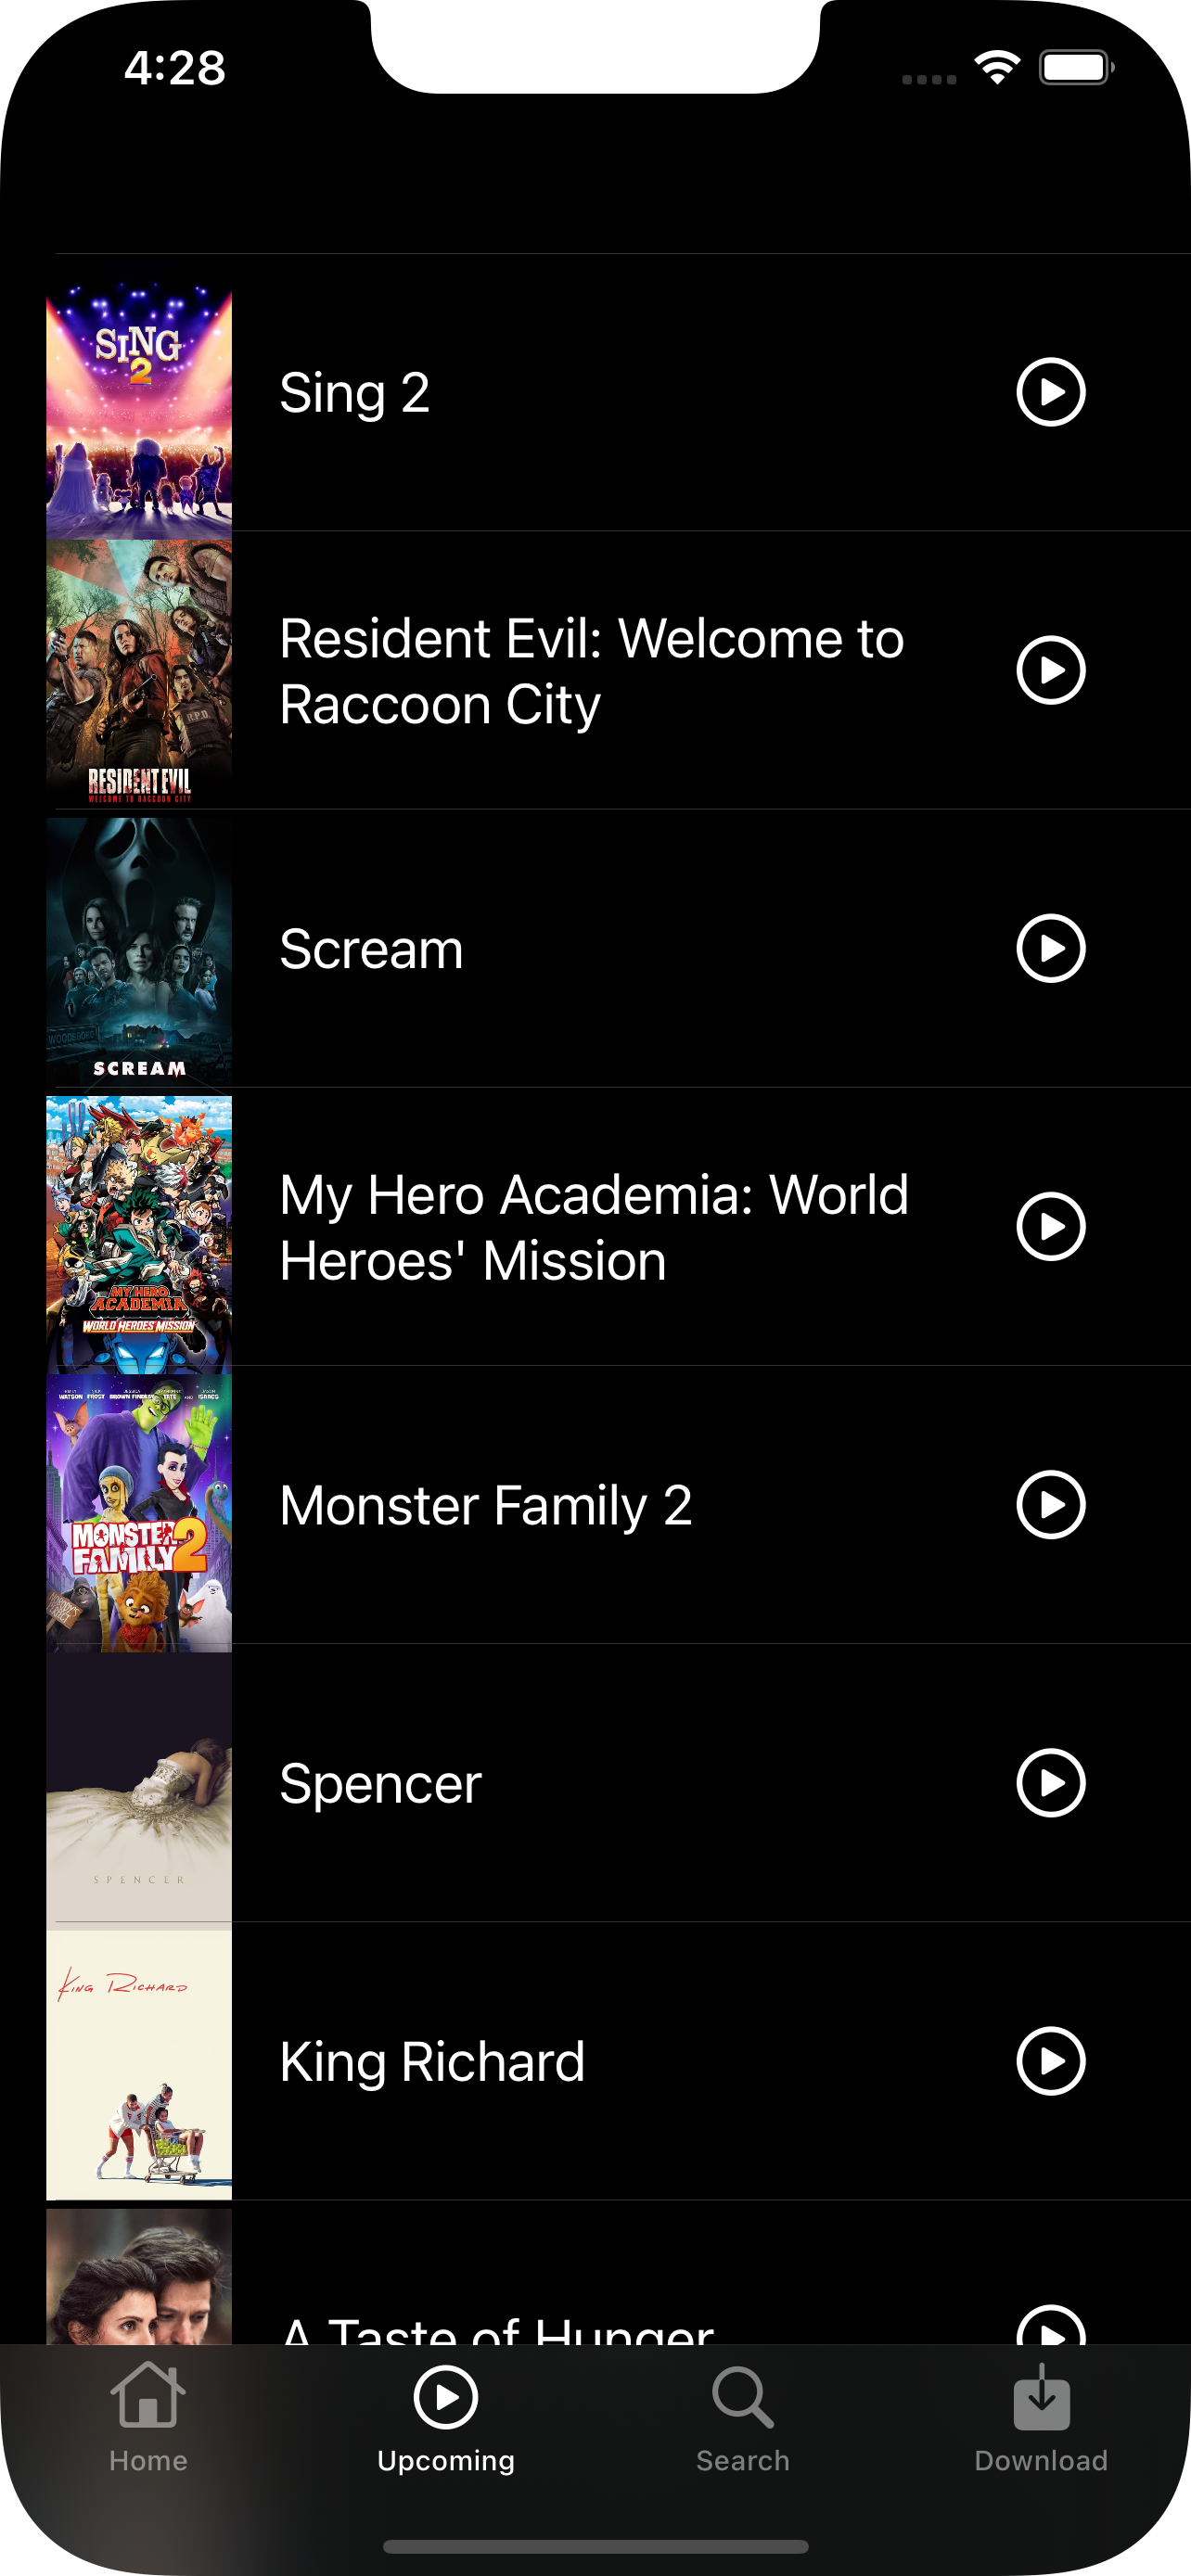 4:28
SING
2
Sing 2
RESIDENT EVIL
WELCOME TO RACCOON CITY
R.P.D.
Resident Evil: Welcome to
Raccoon City
WOODSBORO
SCREAM
Scream
MY HERO
ACADEMIA
WORLD HEROES' MISSION
My Hero Academia: World
Heroes' Mission
MONSTER
FAMILY 2
Monster Family 2
SPENCER
Spencer
KING RICHARD
King Richard
A Taste of Hunger
Home
Upcoming
Search
Download